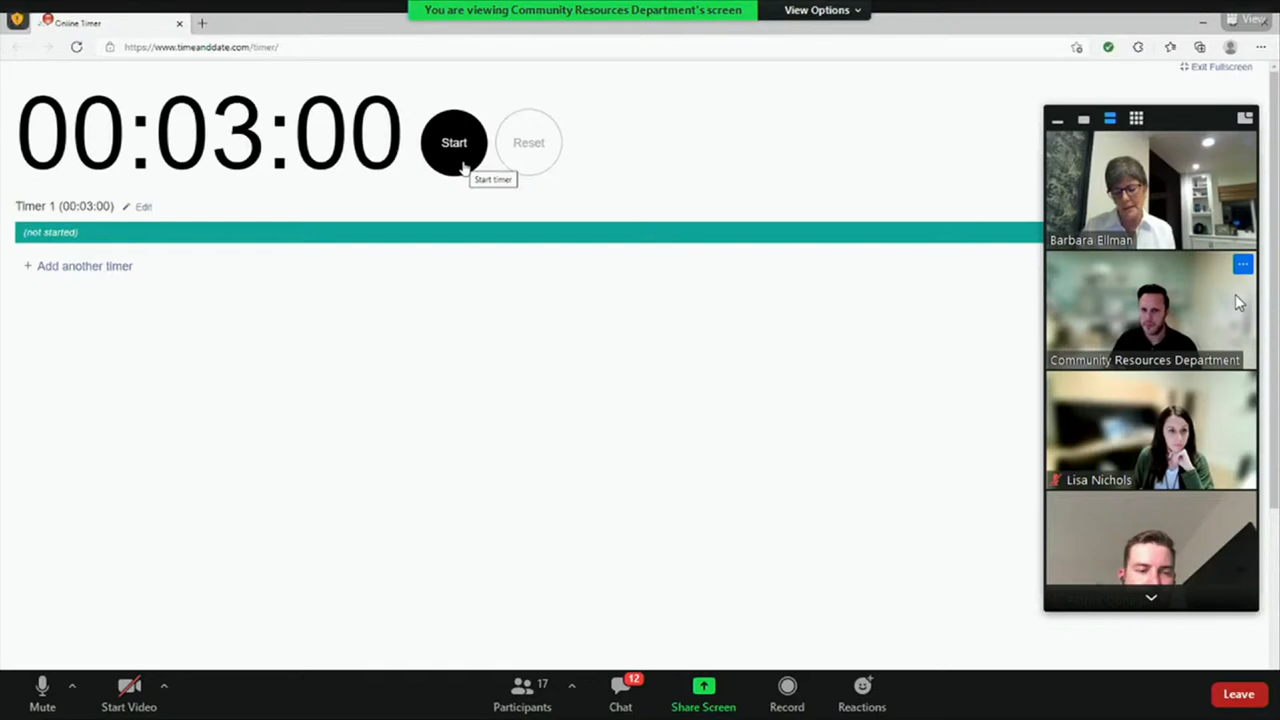 You are viewing Community Resources Department's screen
View Options
Online Timer
View
https://www.timeanddate.com/timer/
Exit Fullscreen
00:03:00
Start
Reset
Start timer
Timer 1 (00:03:00)
Edit
(not started)
+ Add another timer
Barbara Ellman
Community Resources Department
Lisa Nichols
Mute
Start Video
17
Participants
12
Chat
Share Screen
Record
Reactions
Leave